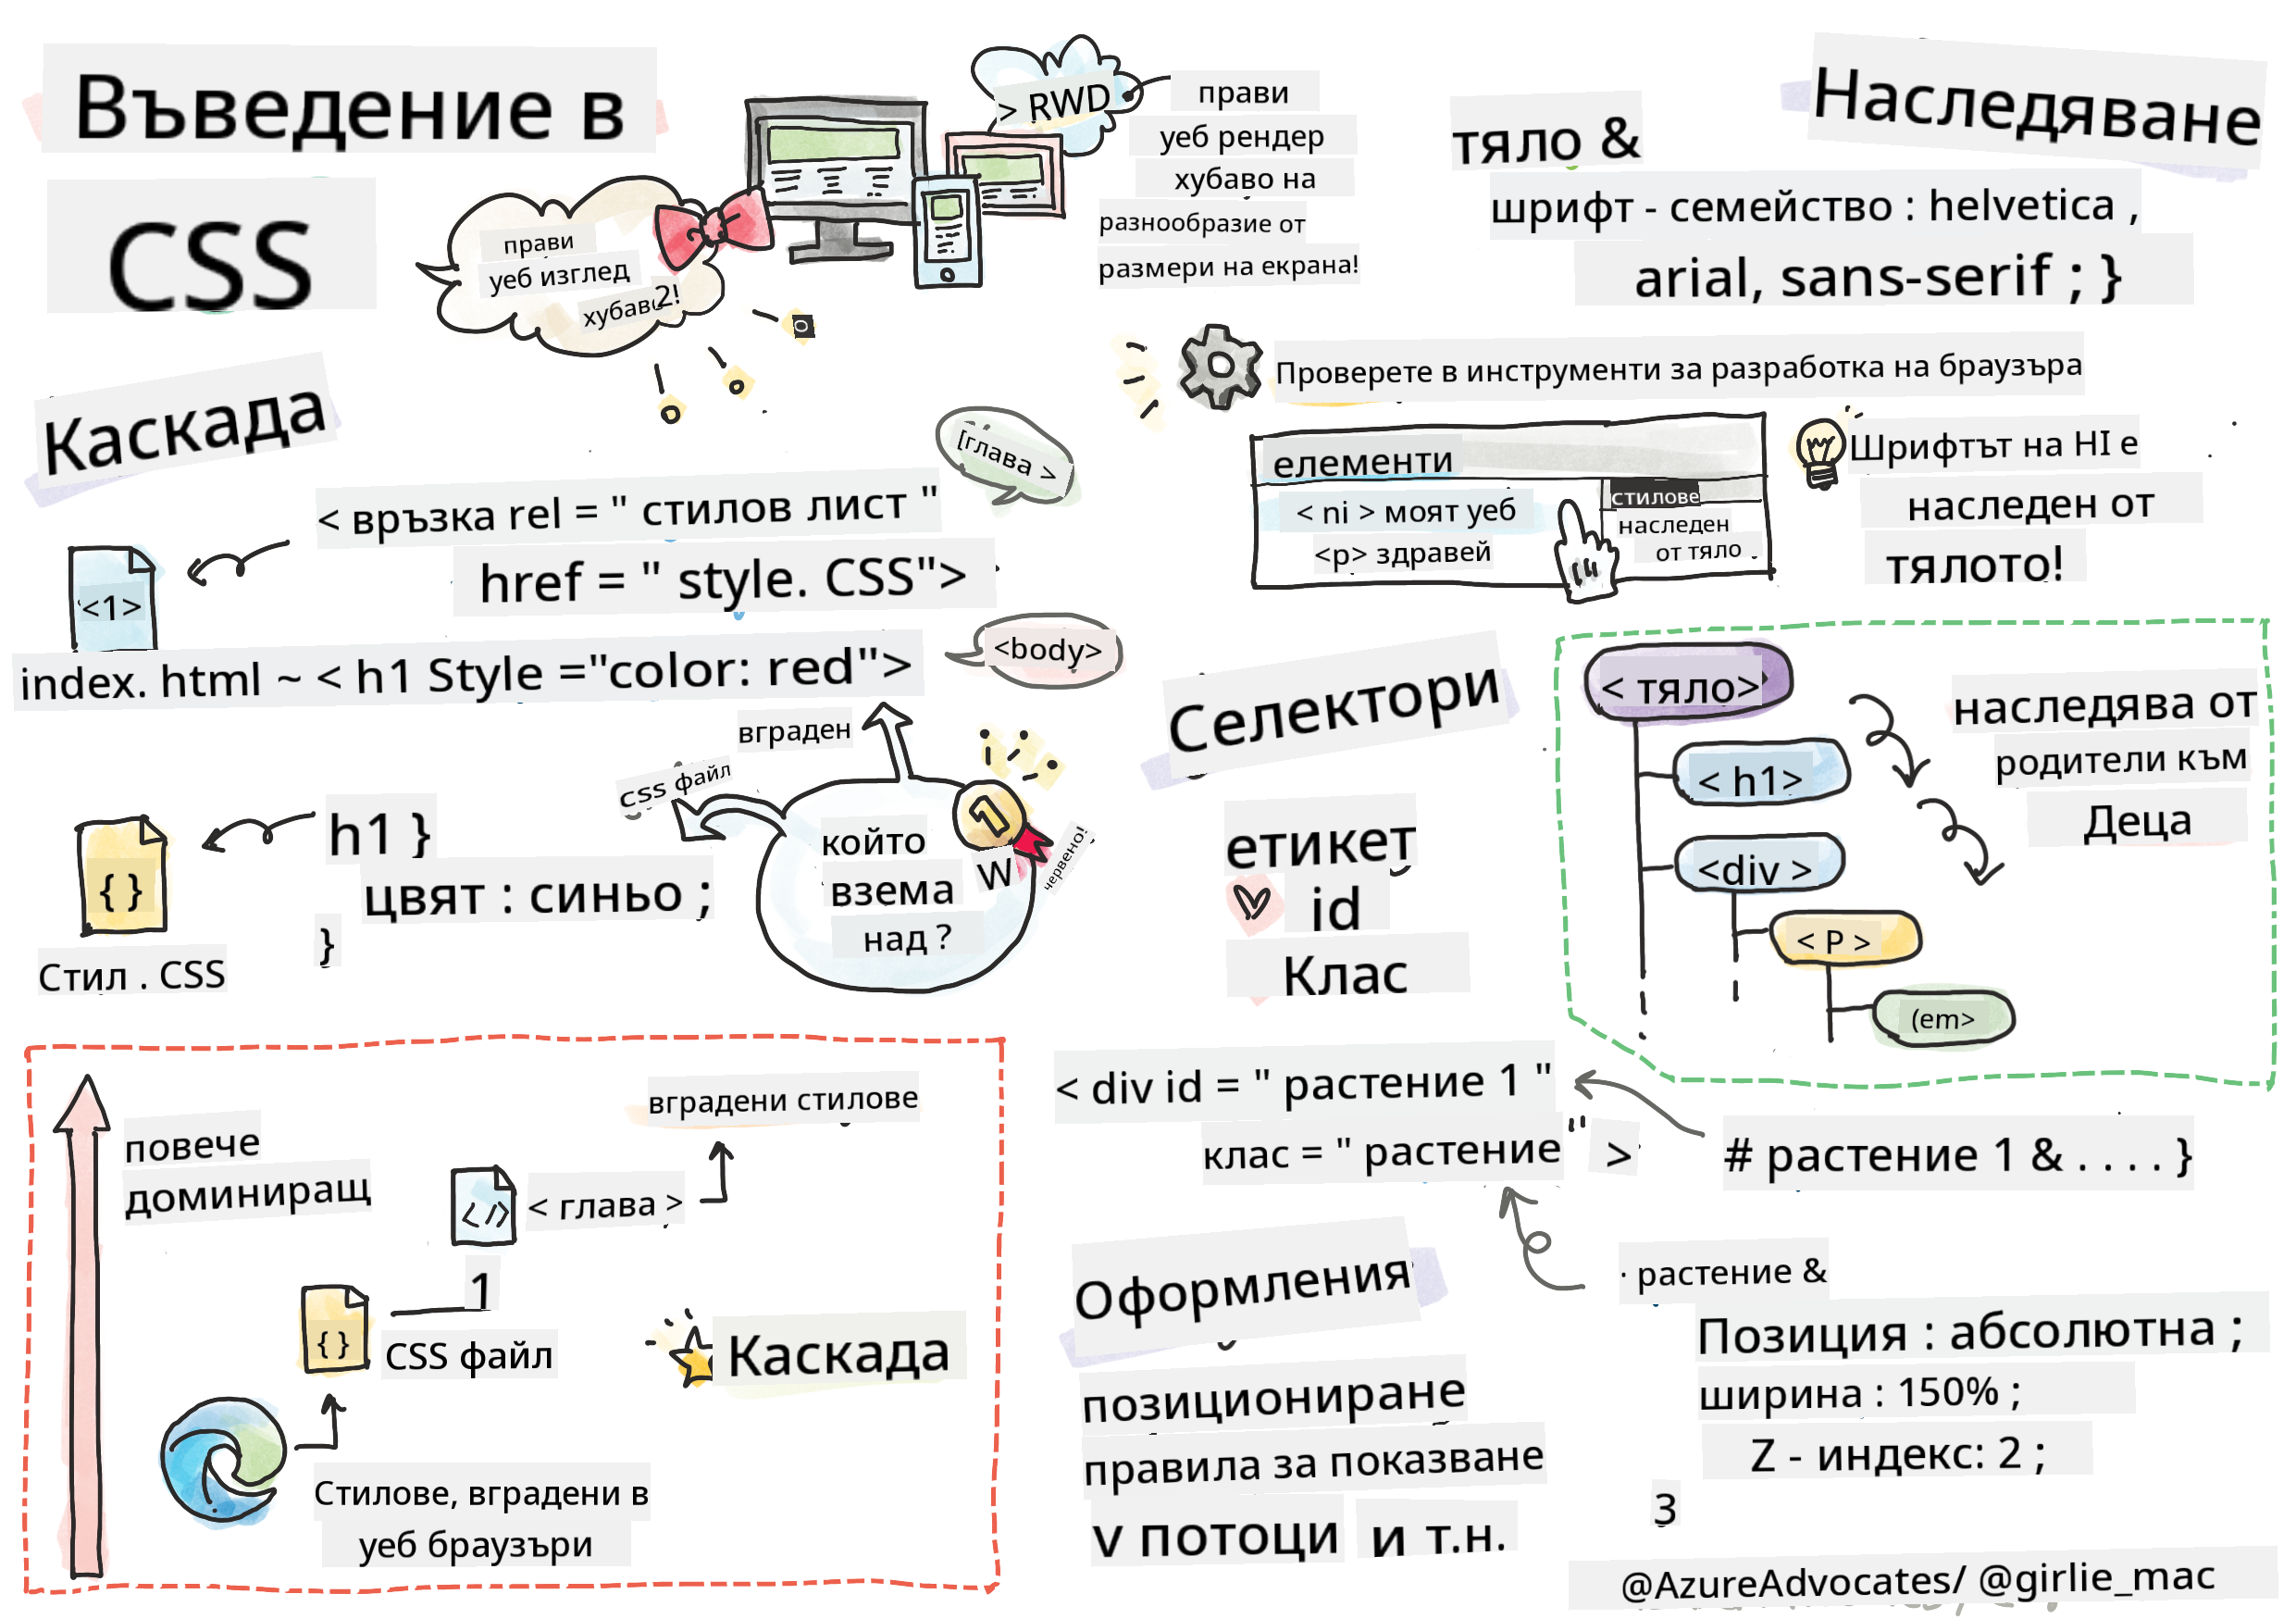 Въведение в
CSS
прави
уеб изглед
хубаво
2!
> RWD
прави
уеб рендер
хубаво на
разнообразие от
размери на екрана!
Наследяване
тяло &
шрифт - семейство : helvetica ,
arial, sans-serif ; }
Проверете в инструменти за разработка на браузъра
елементи
< ni > моят уеб
<p> здравей
стилове
наследен
от тяло
Шрифтът на HI е
наследен от
тялото!
Каскада
[глава >
< връзка rel = " стилов лист "
href = " style. CSS">
<1>
index. html ~ < h1 Style ="color: red">
<body>
вграден
css файл
който
взема
над ?
1
W
червено!
h1 }
цвят : синьо ;
}
{ }
Стил . CSS
Селектори
етикет
id
Клас
< тяло>
< h1>
<div >
< P >
(em>
наследява от
родители към
Деца
< div id = " растение 1 "
клас = " растение " >
# растение 1 & . . . . }
· растение &
Позиция : абсолютна ;
ширина : 150% ;
Z - индекс: 2 ;
3
повече
доминиращ
вградени стилове
</>
< глава >
1
{ }
CSS файл
Каскада
Стилове, вградени в
уеб браузъри
Оформления
позициониране
правила за показване
v потоци и т.н.
@AzureAdvocates/ @girlie_mac